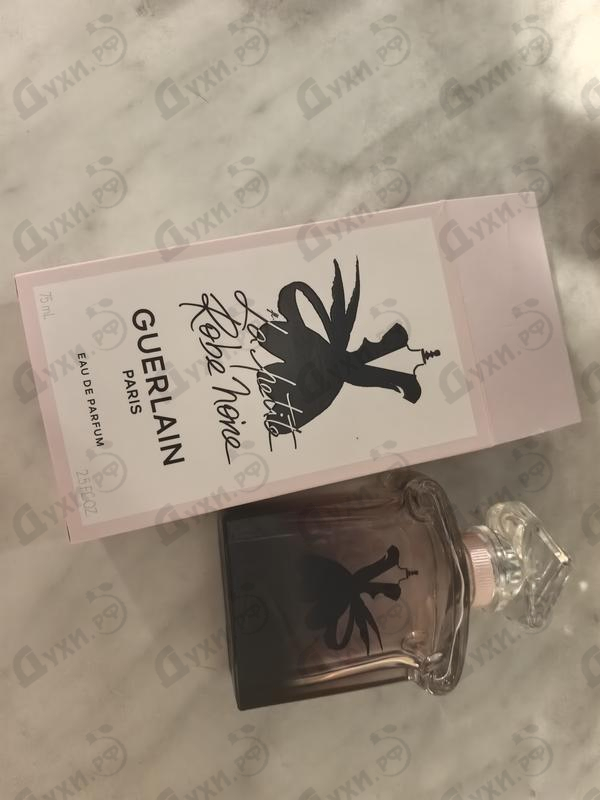 La petite
Robe Noire
GUERLAIN
PARIS
EAU DE PARFUM
75 mL
2.5 FL.OZ
Духи.РФ